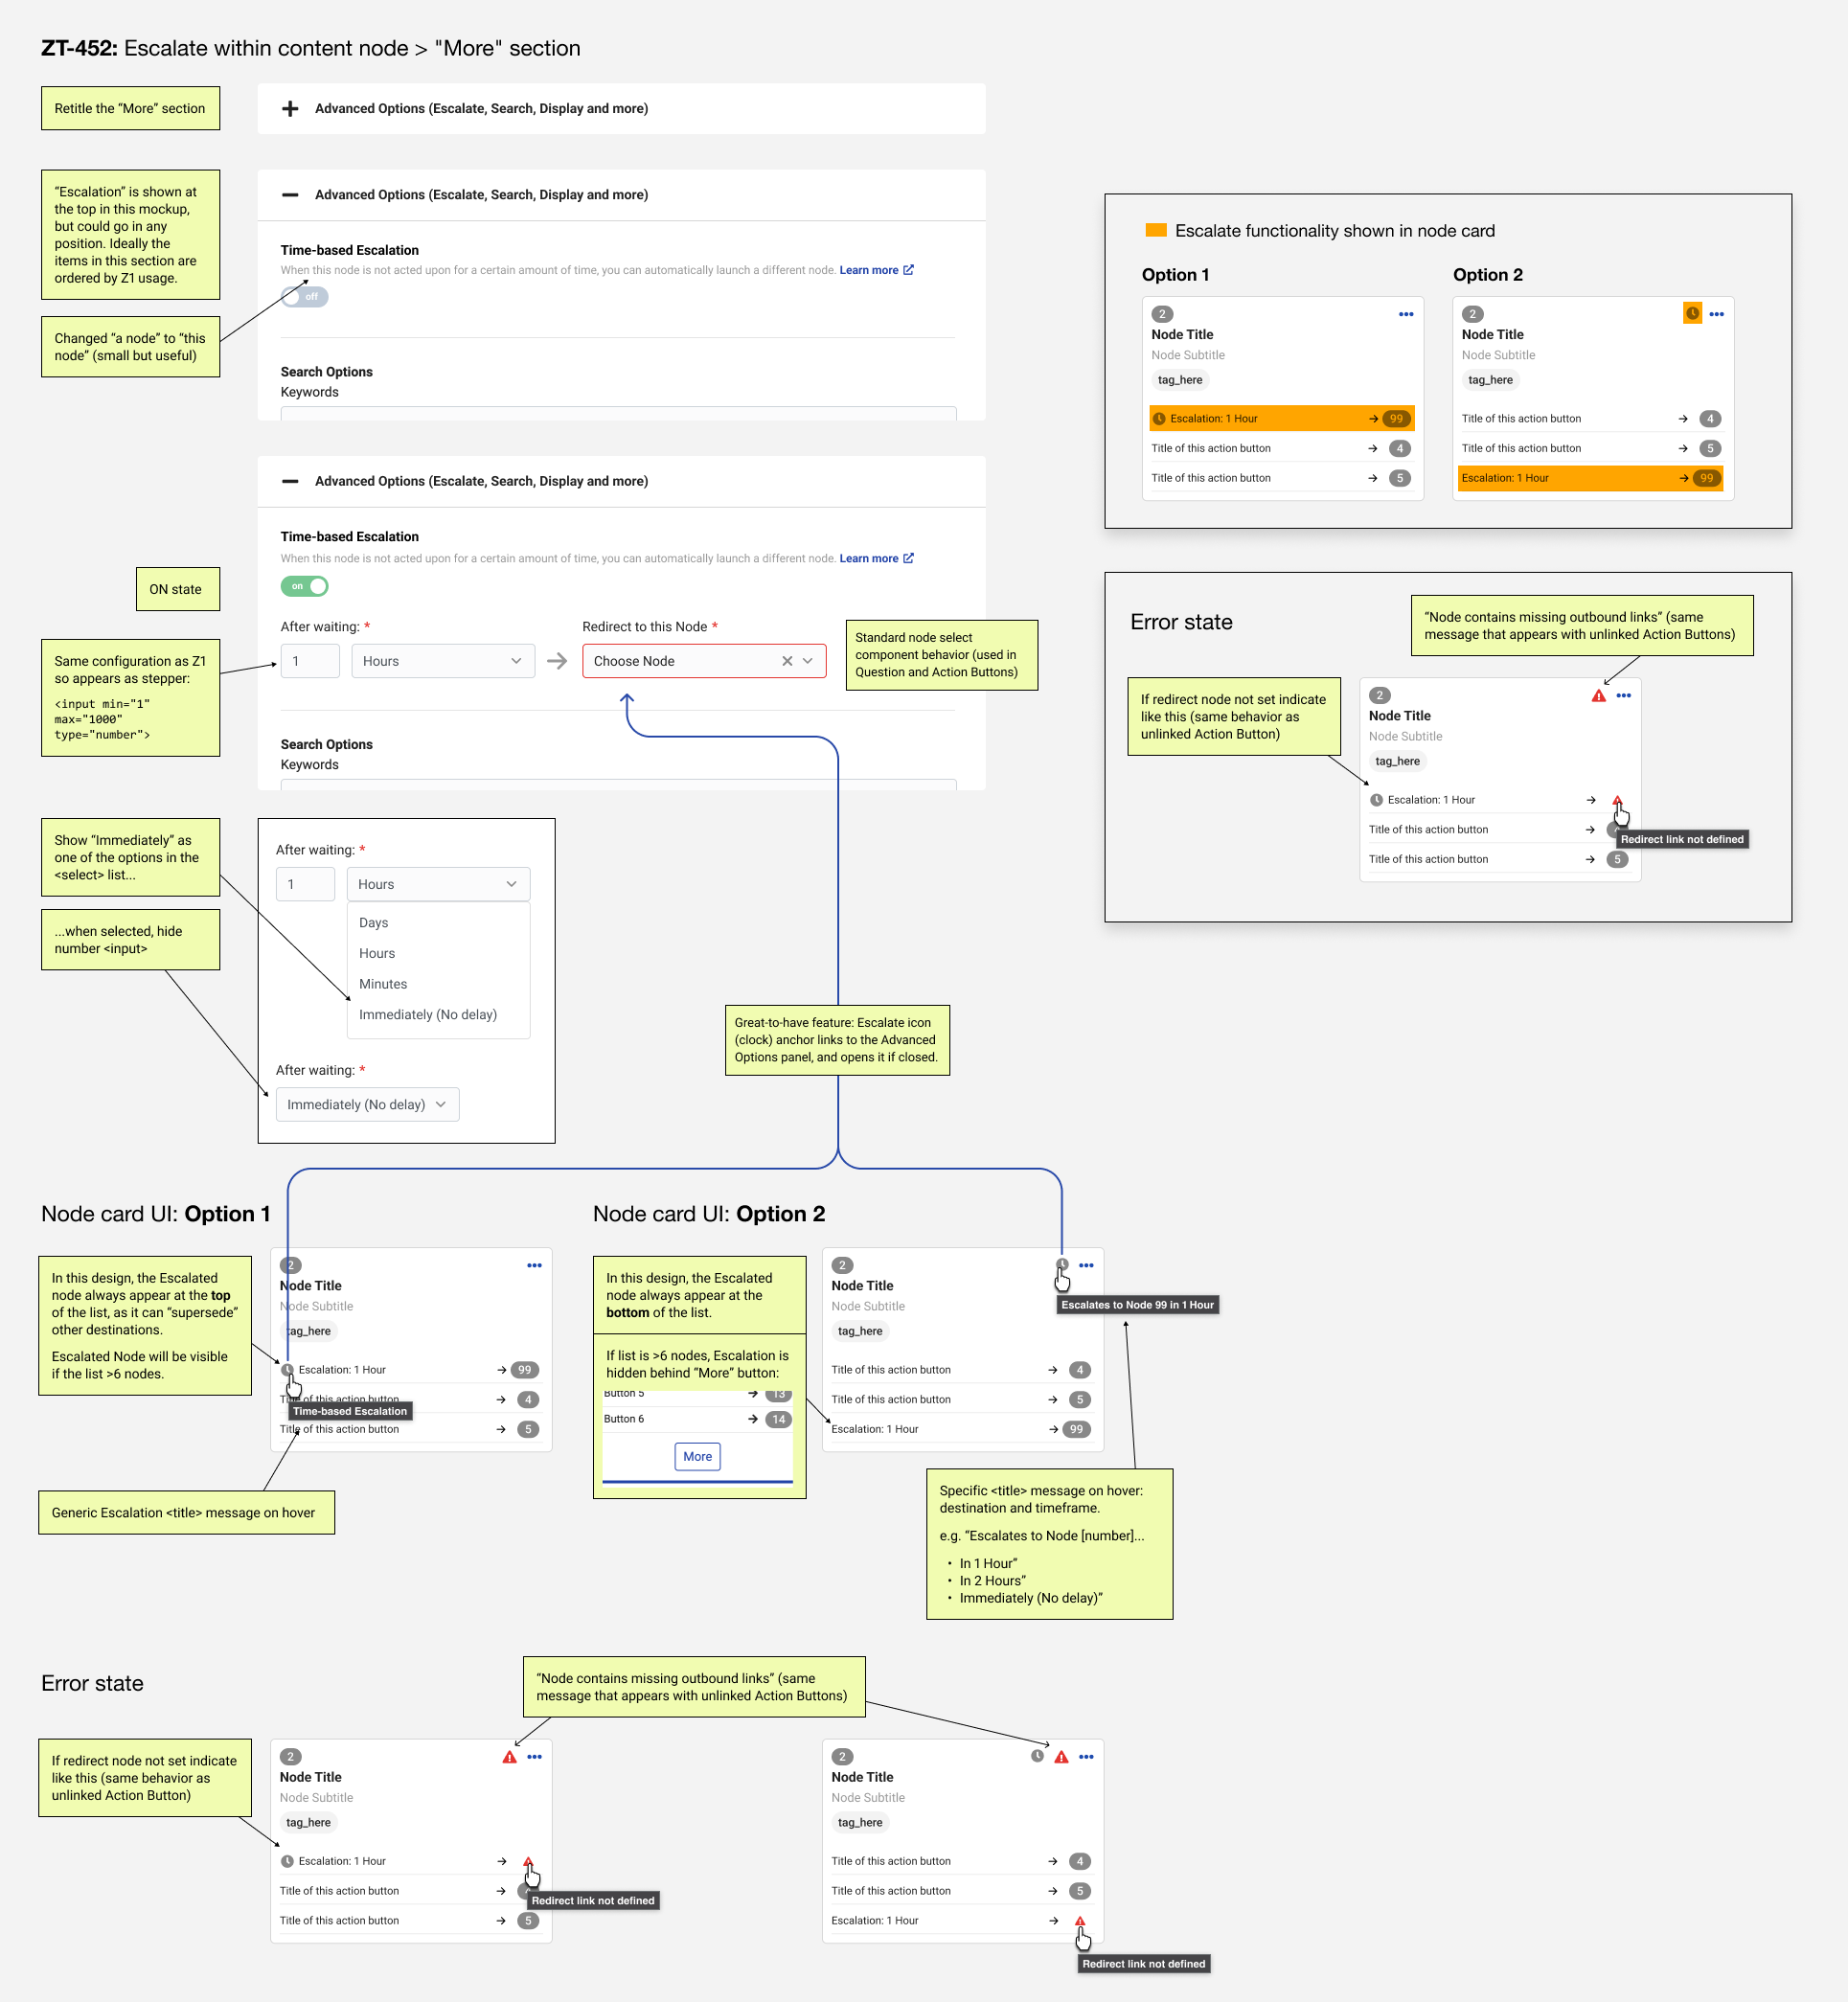 ZT-452: Escalate within content node > "More" section
Retitle the “More” section
Advanced Options (Escalate, Search, Display and more)
“Escalation” is shown at
the top in this mockup,
but could go in any
position. Ideally the
items in this section are
ordered by Z1 usage.
Changed “a node” to “this
node” (small but useful)
Advanced Options (Escalate, Search, Display and more)
Time-based Escalation
When this node is not acted upon for a certain amount of time, you can automatically launch a different node. Learn more
off
Search Options
Keywords
Escalate functionality shown in node card
Option 1
2
Node Title
Node Subtitle
tag_here
Escalation: 1 Hour 99
Title of this action button 4
Title of this action button 5
Option 2
2
Node Title
Node Subtitle
tag_here
Title of this action button 4
Title of this action button 5
Escalation: 1 Hour 99
Advanced Options (Escalate, Search, Display and more)
Time-based Escalation
When this node is not acted upon for a certain amount of time, you can automatically launch a different node. Learn more
on
ON state
After waiting: *
1 Hours
Redirect to this Node *
Choose Node
Standard node select
component behavior (used in
Question and Action Buttons)
Same configuration as Z1
so appears as stepper:
<input min="1"
max="1000"
type="number">
Search Options
Keywords
Error state
“Node contains missing outbound links” (same
message that appears with unlinked Action Buttons)
If redirect node not set indicate
like this (same behavior as
unlinked Action Button)
2
Node Title
Node Subtitle
tag_here
Escalation: 1 Hour
Title of this action button
Redirect link not defined
Title of this action button 5
Show “Immediately” as
one of the options in the
<select> list...
...when selected, hide
number <input>
After waiting: *
1 Hours
Days
Hours
Minutes
Immediately (No delay)
After waiting: *
Immediately (No delay)
Great-to-have feature: Escalate icon
(clock) anchor links to the Advanced
Options panel, and opens it if closed.
Node card UI: Option 1
In this design, the Escalated
node always appear at the top
of the list, as it can “supersede”
other destinations.
Escalated Node will be visible
if the list >6 nodes.
2
Node Title
Node Subtitle
tag_here
Escalation: 1 Hour 99
Title of this action button 4
Time-based Escalation
Title of this action button 5
Generic Escalation <title> message on hover
Node card UI: Option 2
In this design, the Escalated
node always appear at the
bottom of the list.
If list is >6 nodes, Escalation is
hidden behind “More” button:
Button 5 13
Button 6 14
More
2
Node Title
Node Subtitle
tag_here
Escalates to Node 99 in 1 Hour
Title of this action button 4
Title of this action button 5
Escalation: 1 Hour 99
Specific <title> message on hover:
destination and timeframe.
e.g. “Escalates to Node [number]...
• In 1 Hour”
• In 2 Hours”
• Immediately (No delay)”
Error state
“Node contains missing outbound links” (same
message that appears with unlinked Action Buttons)
If redirect node not set indicate
like this (same behavior as
unlinked Action Button)
2
Node Title
Node Subtitle
tag_here
Escalation: 1 Hour
Title of this action button
Redirect link not defined
Title of this action button 5
2
Node Title
Node Subtitle
tag_here
Title of this action button 4
Title of this action button 5
Escalation: 1 Hour
Redirect link not defined